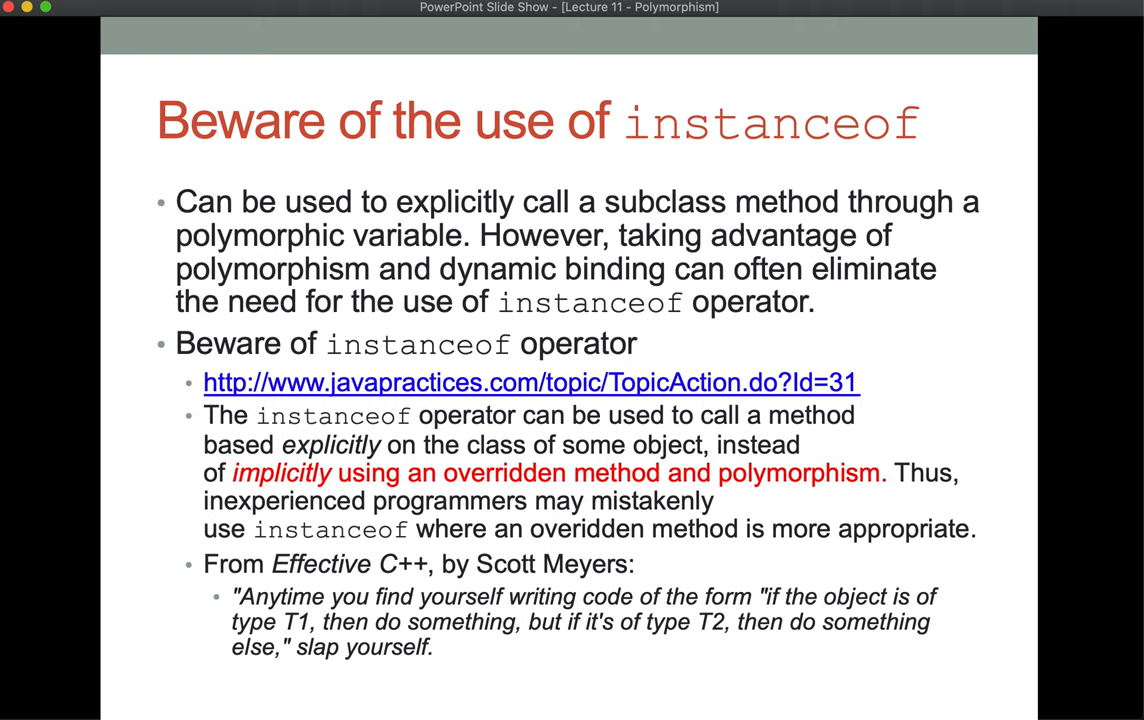 PowerPoint Slide Show - [Lecture 11 - Polymorphism]
Beware of the use of instanceof
• Can be used to explicitly call a subclass method through a
polymorphic variable. However, taking advantage of
polymorphism and dynamic binding can often eliminate
the need for the use of instanceof operator.
• Beware of instanceof operator
• http://www.javapractices.com/topic/TopicAction.do?Id=31
• The instanceof operator can be used to call a method
based explicitly on the class of some object, instead
of implicitly using an overridden method and polymorphism. Thus,
inexperienced programmers may mistakenly
use instanceof where an overidden method is more appropriate.
• From Effective C++, by Scott Meyers:
• "Anytime you find yourself writing code of the form "if the object is of
type T1, then do something, but if it's of type T2, then do something
else," slap yourself.